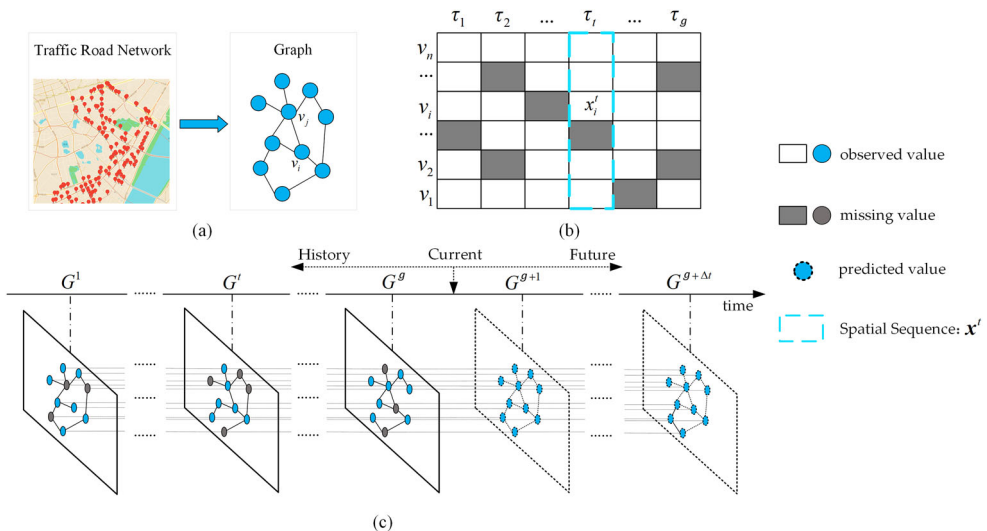 Traffic Road Network
Graph
v_j
v_i
(a)
τ_1 τ_2 ... τ_t ... τ_g
v_n
...
v_i x_i^t
...
v_2
v_1
(b)
observed value
missing value
predicted value
Spatial Sequence: x^t
History Current Future
G^1 ...... G^t ...... G^g G^{g+1} ...... G^{g+Δt}
time
...... ...... ......
...... ...... ......
(c)